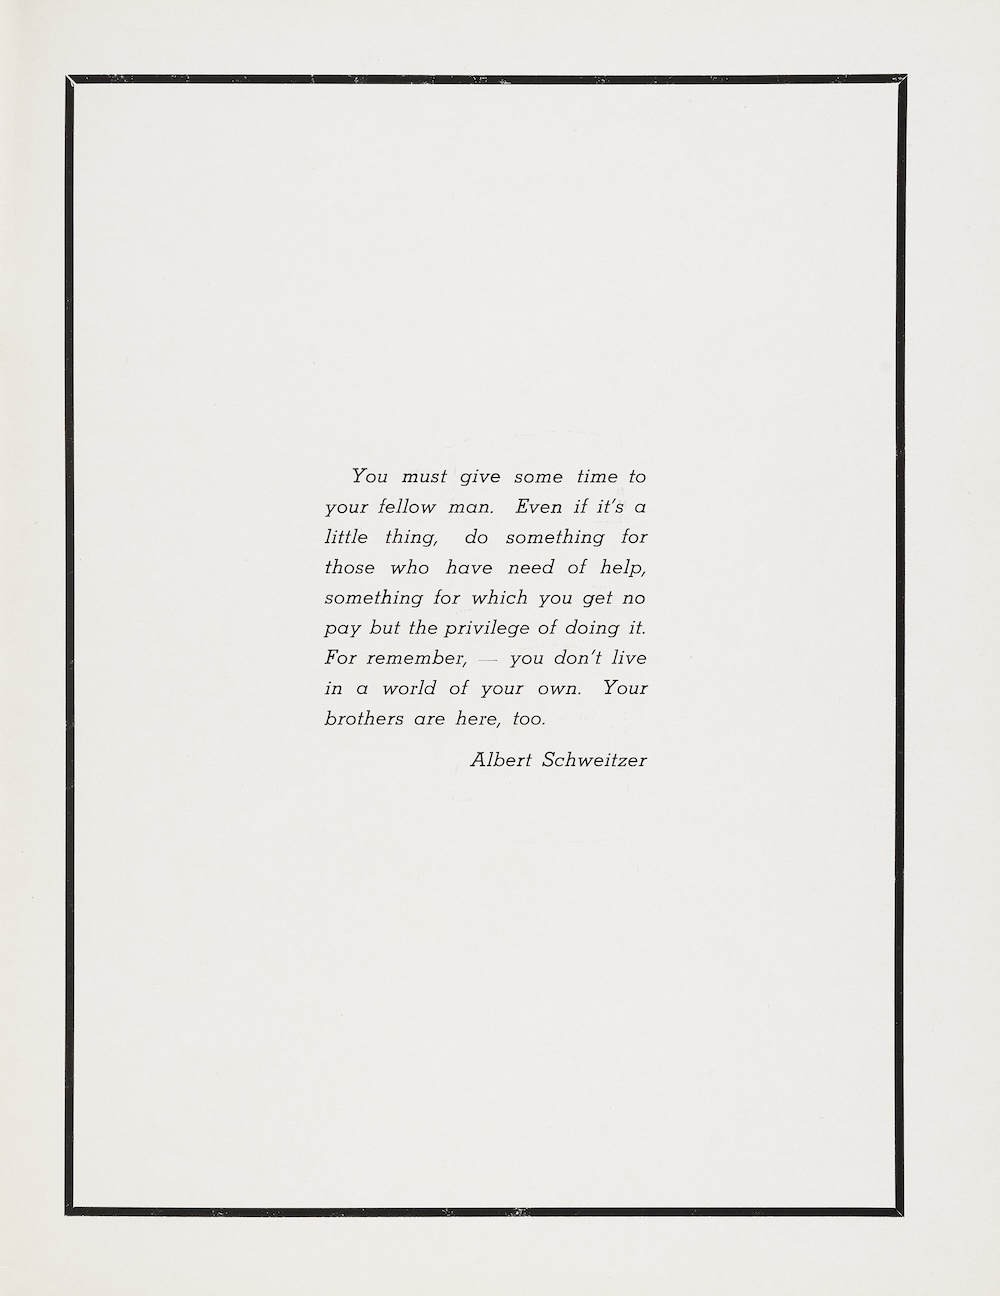 You must give some time to
your fellow man. Even if it's a
little thing, do something for
those who have need of help,
something for which you get no
pay but the privilege of doing it.
For remember, — you don't live
in a world of your own. Your
brothers are here, too.
Albert Schweitzer